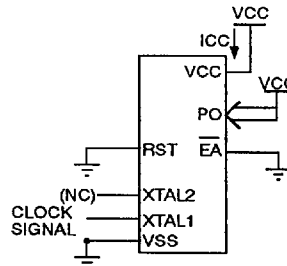 VCC
ICC
VCC
VCC
PO
RST
EA
(NC)
XTAL2
CLOCK
SIGNAL
XTAL1
VSS